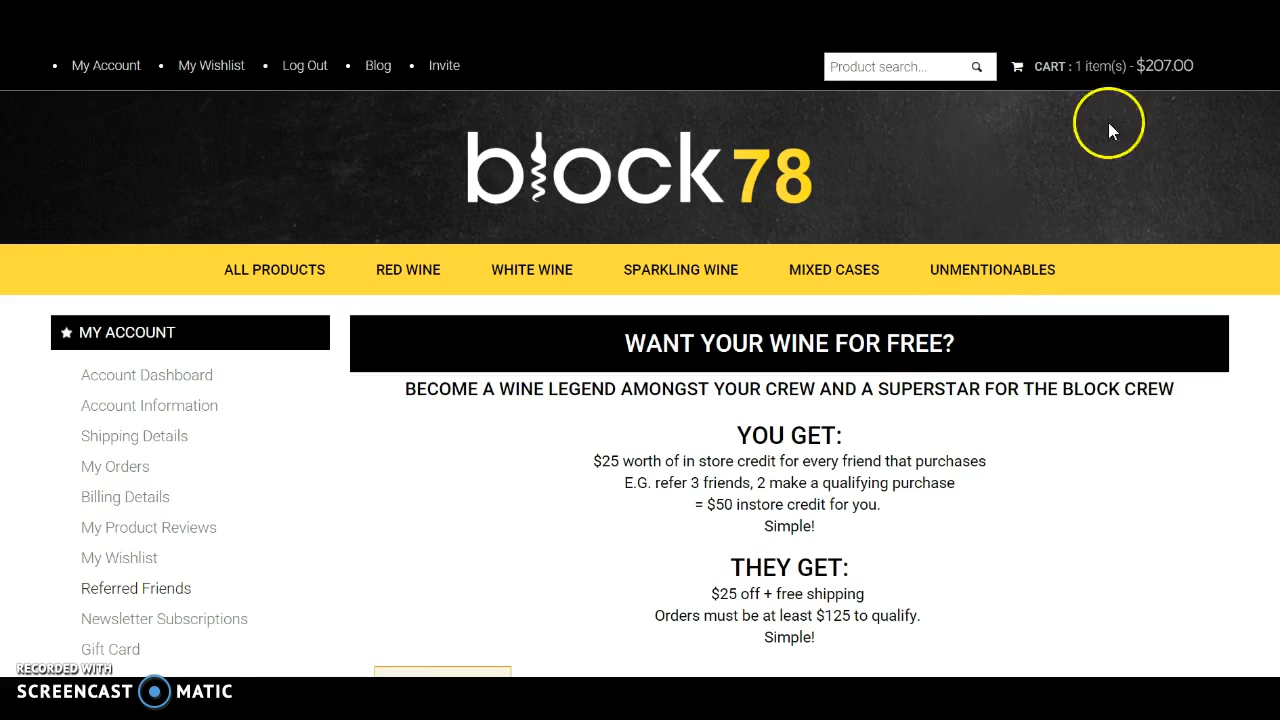 My Account
My Wishlist
Log Out
Blog
Invite
Product search...
CART : 1 item(s) - $207.00
block 78
ALL PRODUCTS
RED WINE
WHITE WINE
SPARKLING WINE
MIXED CASES
UNMENTIONABLES
MY ACCOUNT
Account Dashboard
Account Information
Shipping Details
My Orders
Billing Details
My Product Reviews
My Wishlist
Referred Friends
Newsletter Subscriptions
Gift Card
WANT YOUR WINE FOR FREE?
BECOME A WINE LEGEND AMONGST YOUR CREW AND A SUPERSTAR FOR THE BLOCK CREW
YOU GET:
$25 worth of in store credit for every friend that purchases
E.G. refer 3 friends, 2 make a qualifying purchase
= $50 instore credit for you.
Simple!
THEY GET:
$25 off + free shipping
Orders must be at least $125 to qualify.
Simple!
RECORDED WITH
SCREENCAST MATIC